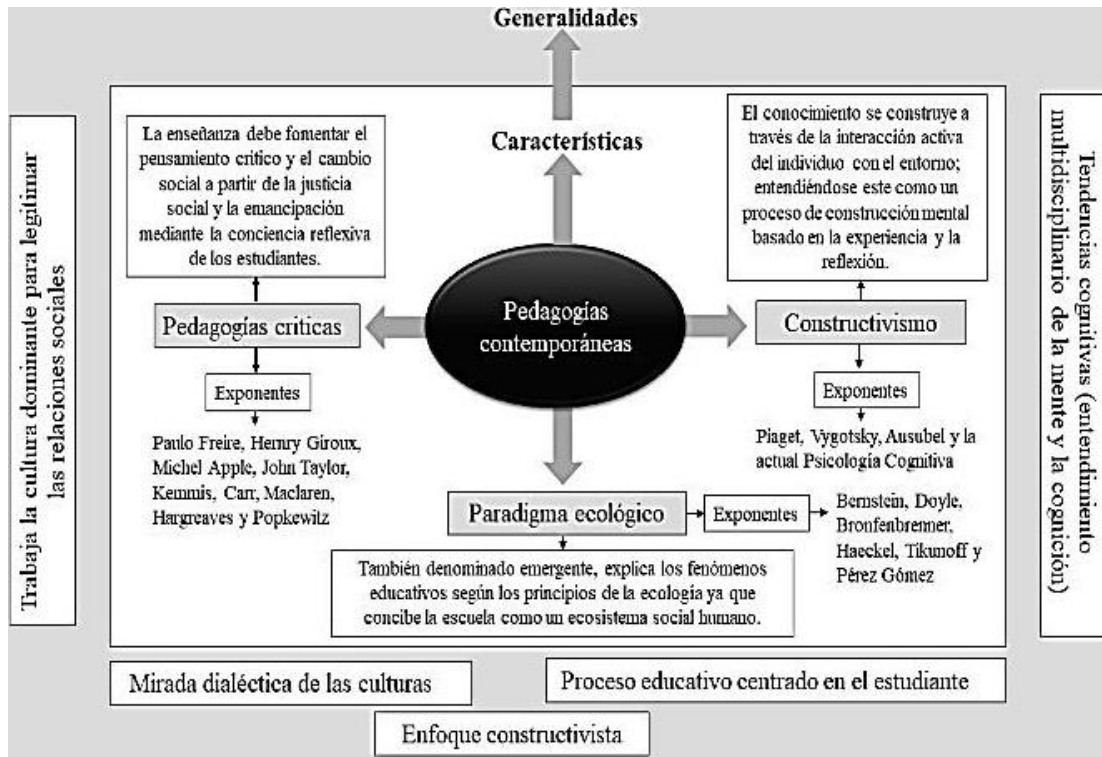 Generalidades
Características
Trabaja la cultura dominante para legitimar
las relaciones sociales
La enseñanza debe fomentar el
pensamiento critico y el cambio
social a partir de la justicia
social y la emancipación
mediante la conciencia reflexiva
de los estudiantes.
Pedagogías criticas
Exponentes
Paulo Freire, Hernry Giroux,
Michel Apple, John Taylor,
Kemmis, Carr, Maclaren,
Hargreaves y Popkewitz
Pedagogías
contemporáneas
El conocimiento se construye a
través de la interacción activa
del individuo con el entorno;
entendiéndose este como un
proceso de construcción mental
basado en la experiencia y la
reflexión.
Constructivismo
Exponentes
Piaget, Vygotsky, Ausubel y la
actual Psicología Cognitiva
Paradigma ecológico
Exponentes
Bernstein, Doyle,
Bronfenbrenner,
Haeckel, Tikunoff y
Pérez Gómez
También denominado emergente, explica los fenómenos
educativos según los principios de la ecología ya que
concibe la escuela como un ecosistema social humano.
Tendencias cognitivas (entendimiento
multidisciplinario de la mente y la cognición)
Mirada dialéctica de las culturas
Proceso educativo centrado en el estudiante
Enfoque constructivista